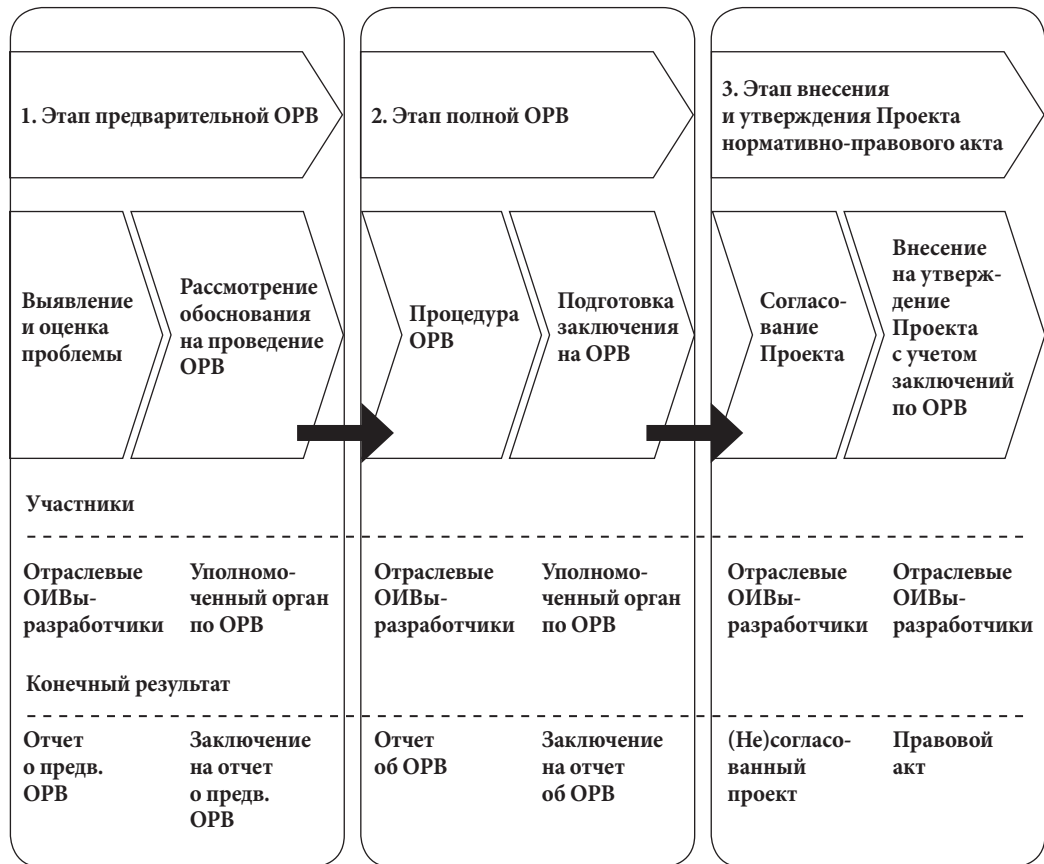 1. Этап предварительной ОРВ
2. Этап полной ОРВ
3. Этап внесения
и утверждения Проекта
нормативно-правового акта
Выявление
и оценка
проблемы
Рассмотрение
обоснования
на проведение
ОРВ
Процедура
ОРВ
Подготовка
заключения
на ОРВ
Согласо-
вание
Проекта
Внесение
на утверж-
дение
Проекта
с учетом
заключений
по ОРВ
Участники
Отраслевые
ОИВы-
разработчики
Уполномо-
ченный орган
по ОРВ
Отраслевые
ОИВы-
разработчики
Уполномо-
ченный орган
по ОРВ
Отраслевые
ОИВы-
разработчики
Отраслевые
ОИВы-
разработчики
Конечный результат
Отчет
о предв.
ОРВ
Заключение
на отчет
о предв.
ОРВ
Отчет
об ОРВ
Заключение
на отчет
об ОРВ
(Не)согласо-
ванный
проект
Правовой
акт